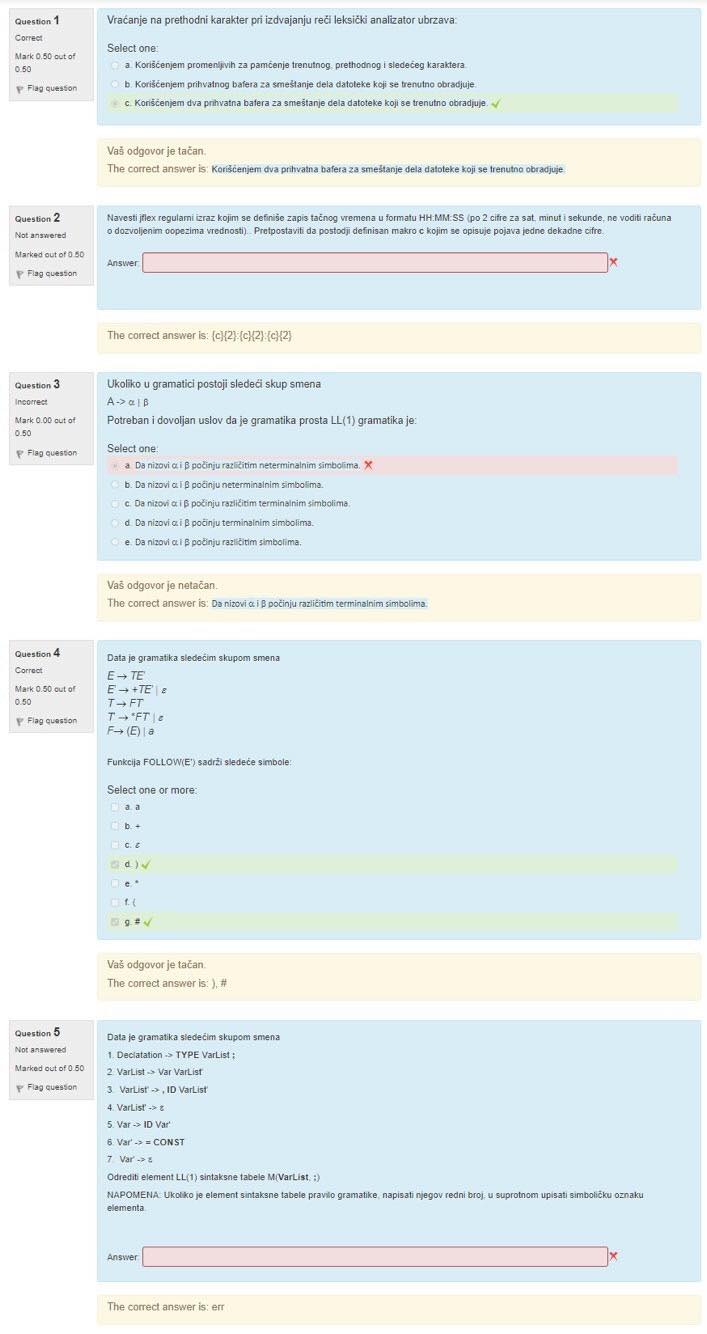 Question 1
Correct
Mark 0.50 out of
0.50
Flag question
Vraćanje na prethodni karakter pri izdvajanju reči leksički analizator ubrzava:
Select one:
a. Korišćenjem promenljivih za pamćenje trenutnog, prethodnog i sledećeg karaktera.
b. Korišćenjem prihvatnog bafera za smeštanje dela datoteke koji se trenutno obradjuje.
c. Korišćenjem dva prihvatna bafera za smeštanje dela datoteke koji se trenutno obradjuje.
Vaš odgovor je tačan.
The correct answer is: Korišćenjem dva prihvatna bafera za smeštanje dela datoteke koji se trenutno obradjuje.
Question 2
Not answered
Marked out of 0.50
Flag question
Navesti jflex regularni izraz kojim se definiše zapis tačnog vremena u formatu HH:MM:SS (po 2 cifre za sat, minut i sekunde, ne voditi računa
o dozvoljenim oopezima vrednosti).. Pretpostaviti da postodji definisan makro c kojim se opisuje pojava jedne dekadne cifre.
Answer:
The correct answer is: {c}{2}:{c}{2}:{c}{2}
Question 3
Incorrect
Mark 0.00 out of
0.50
Flag question
Ukoliko u gramatici postoji sledeći skup smena
A -> α | β
Potreban i dovoljan uslov da je gramatika prosta LL(1) gramatika je:
Select one:
a. Da nizovi α i β počinju različitim neterminalnim simbolima.
b. Da nizovi α i β počinju neterminalnim simbolima.
c. Da nizovi α i β počinju različitim terminalnim simbolima.
d. Da nizovi α i β počinju terminalnim simbolima.
e. Da nizovi α i β počinju različitim simbolima.
Vaš odgovor je netačan.
The correct answer is: Da nizovi α i β počinju različitim terminalnim simbolima.
Question 4
Correct
Mark 0.50 out of
0.50
Flag question
Data je gramatika sledećim skupom smena
E → TE'
E' → +TE' | ε
T → FT'
T' → *FT' | ε
F → (E) | a
Funkcija FOLLOW(E') sadrži sledeće simbole:
Select one or more:
a. a
b. +
c. ε
d. )
e. *
f. (
g. #
Vaš odgovor je tačan.
The correct answer is: ), #
Question 5
Not answered
Marked out of 0.50
Flag question
Data je gramatika sledećim skupom smena
1. Declatation -> TYPE VarList ;
2. VarList -> Var VarList'
3. VarList' -> , ID VarList'
4. VarList' -> ε
5. Var -> ID Var'
6. Var' -> = CONST
7. Var' -> ε
Odrediti element LL(1) sintaksne tabele M(VarList, ;)
NAPOMENA: Ukoliko je element sintaksne tabele pravilo gramatike, napisati njegov redni broj, u suprotnom upisati simboličku oznaku
elementa.
Answer:
The correct answer is: err